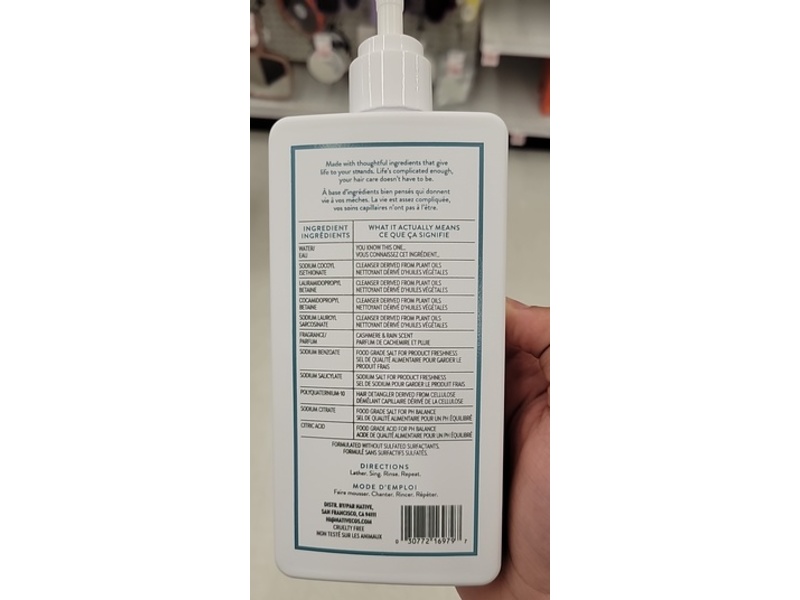 Made with thoughtful ingredients that give
life to your strands. Life's complicated enough,
your hair care doesn't have to be.
À base d'ingrédients bien pensés qui donnent
vie à vos mèches. La vie est assez compliquée,
vos soins capillaires n'ont pas à l'être.
INGREDIENT WHAT IT ACTUALLY MEANS
INGRÉDIENTS CE QUE ÇA SIGNIFIE
WATER/ YOU KNOW THIS ONE...
EAU VOUS CONNAISSEZ CET INGRÉDIENT...
SODIUM COCOYL CLEANSER DERIVED FROM PLANT OILS
ISETHIONATE NETTOYANT DÉRIVÉ D'HUILES VÉGÉTALES
LAURAMIDOPROPYL CLEANSER DERIVED FROM PLANT OILS
BETAINE NETTOYANT DÉRIVÉ D'HUILES VÉGÉTALES
COCAMIDOPROPYL CLEANSER DERIVED FROM PLANT OILS
BETAINE NETTOYANT DÉRIVÉ D'HUILES VÉGÉTALES
SODIUM LAUROYL CLEANSER DERIVED FROM PLANT OILS
SARCOSINATE NETTOYANT DÉRIVÉ D'HUILES VÉGÉTALES
FRAGRANCE/ CASHMERE & RAIN SCENT
PARFUM PARFUM DE CACHEMIRE ET PLUIE
SODIUM BENZOATE FOOD GRADE SALT FOR PRODUCT FRESHNESS
SEL DE QUALITÉ ALIMENTAIRE POUR GARDER LE
PRODUIT FRAIS
SODIUM SALICYLATE SODIUM SALT FOR PRODUCT FRESHNESS
SEL DE SODIUM POUR GARDER LE PRODUIT FRAIS
POLYQUATERNIUM-10 HAIR DETANGLER DERIVED FROM CELLULOSE
DÉMÊLANT CAPILLAIRE DÉRIVÉ DE LA CELLULOSE
SODIUM CITRATE FOOD GRADE SALT FOR PH BALANCE
SEL DE QUALITÉ ALIMENTAIRE POUR UN PH ÉQUILIBRÉ
CITRIC ACID FOOD GRADE ACID FOR PH BALANCE
ACIDE DE QUALITÉ ALIMENTAIRE POUR UN PH ÉQUILIBRÉ
FORMULATED WITHOUT SULFATED SURFACTANTS.
FORMULÉ SANS SURFACTIFS SULFATÉS.
DIRECTIONS
Lather. Sing. Rinse. Repeat.
MODE D'EMPLOI
Faire mousser. Chanter. Rincer. Répéter.
DISTR. BY/PAR NATIVE,
SAN FRANCISCO, CA 94111
HI@NATIVECOS.COM
CRUELTY FREE
NON TESTÉ SUR LES ANIMAUX
0 30772 16979 7